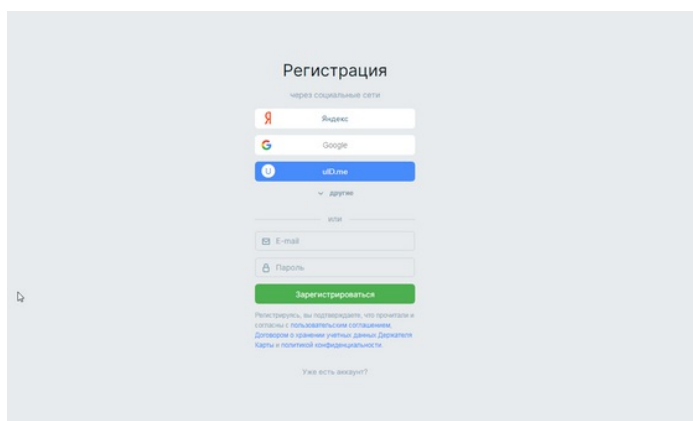 Регистрация
через социальные сети
Я Яндекс
G Google
U uID.me
другие
или
E-mail
Пароль
Зарегистрироваться
Регистрируясь, вы подтверждаете, что прочитали и
согласны с пользовательским соглашением,
Договором о хранении учетных данных Держателя
Карты и политикой конфиденциальности
Уже есть аккаунт?